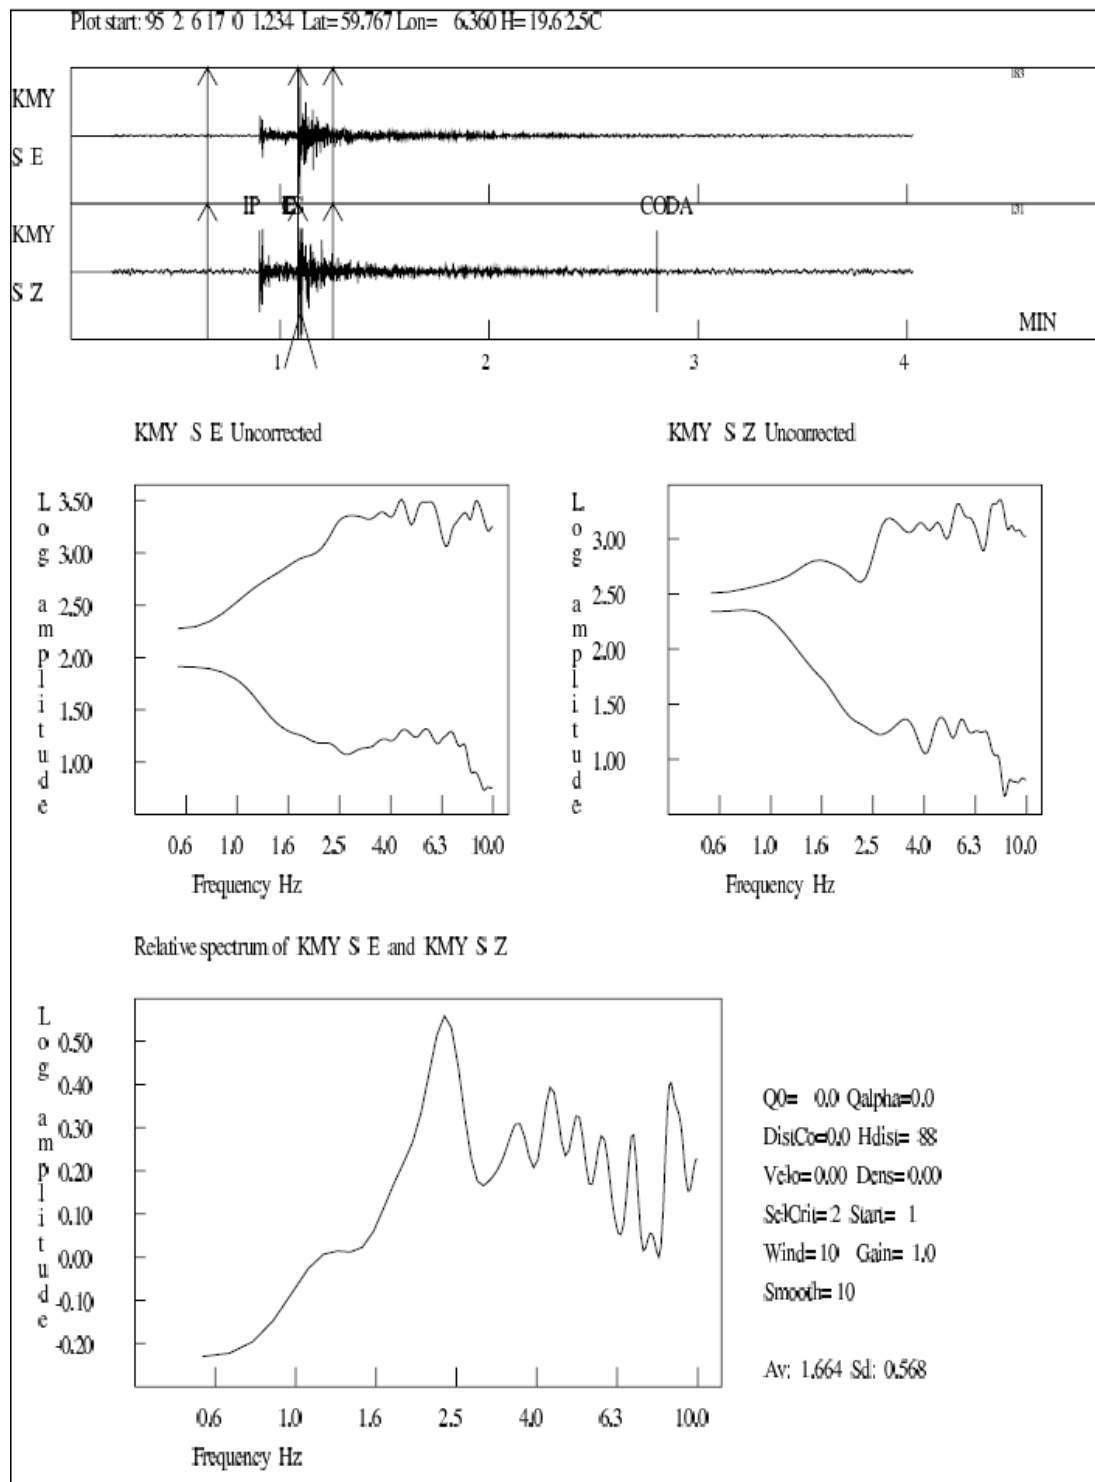 Plot start: 95 2 6 17 0 1.234 Lat=59.767 Lon= 6.360 H=19.6 2.5C
KMY
S E
183
IP ES CODA
KMY
S Z
131
MIN
1 2 3 4
KMY S E Uncorrected
Log amplitude
3.50
3.00
2.50
2.00
1.50
1.00
0.6 1.0 1.6 2.5 4.0 6.3 10.0
Frequency Hz
KMY S Z Uncorrected
Log amplitude
3.00
2.50
2.00
1.50
1.00
0.6 1.0 1.6 2.5 4.0 6.3 10.0
Frequency Hz
Relative spectrum of KMY S E and KMY S Z
Log amplitude
0.50
0.40
0.30
0.20
0.10
0.00
-0.10
-0.20
0.6 1.0 1.6 2.5 4.0 6.3 10.0
Frequency Hz
Q0= 0.0 Qalpha=0.0
DistCo=0.0 Hdist= 88
Velo=0.00 Dens=0.00
SelCrit=2 Start= 1
Wind=10 Gain= 1.0
Smooth=10
Av: 1.664 Sd: 0.568